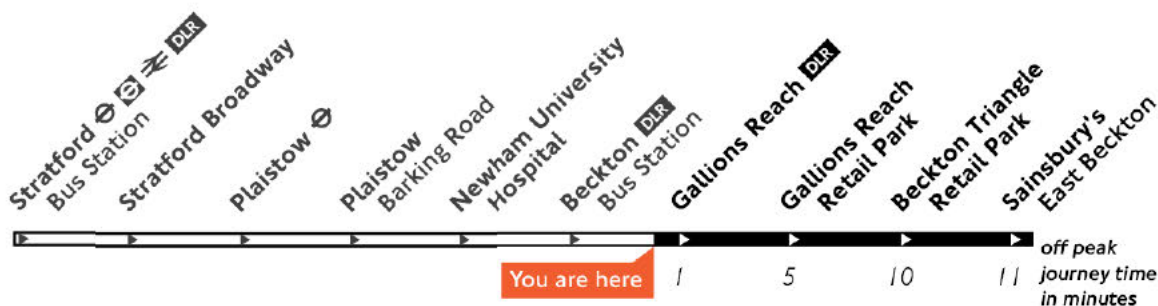 Stratford DLR
Bus Station
Stratford Broadway
Plaistow
Plaistow
Barking Road
Newham University
Hospital
Beckton DLR
Bus Station
Gallions Reach DLR
Gallions Reach
Retail Park
Beckton Triangle
Retail Park
Sainsbury's
East Beckton
You are here
1 5 10 11
off peak
journey time
in minutes